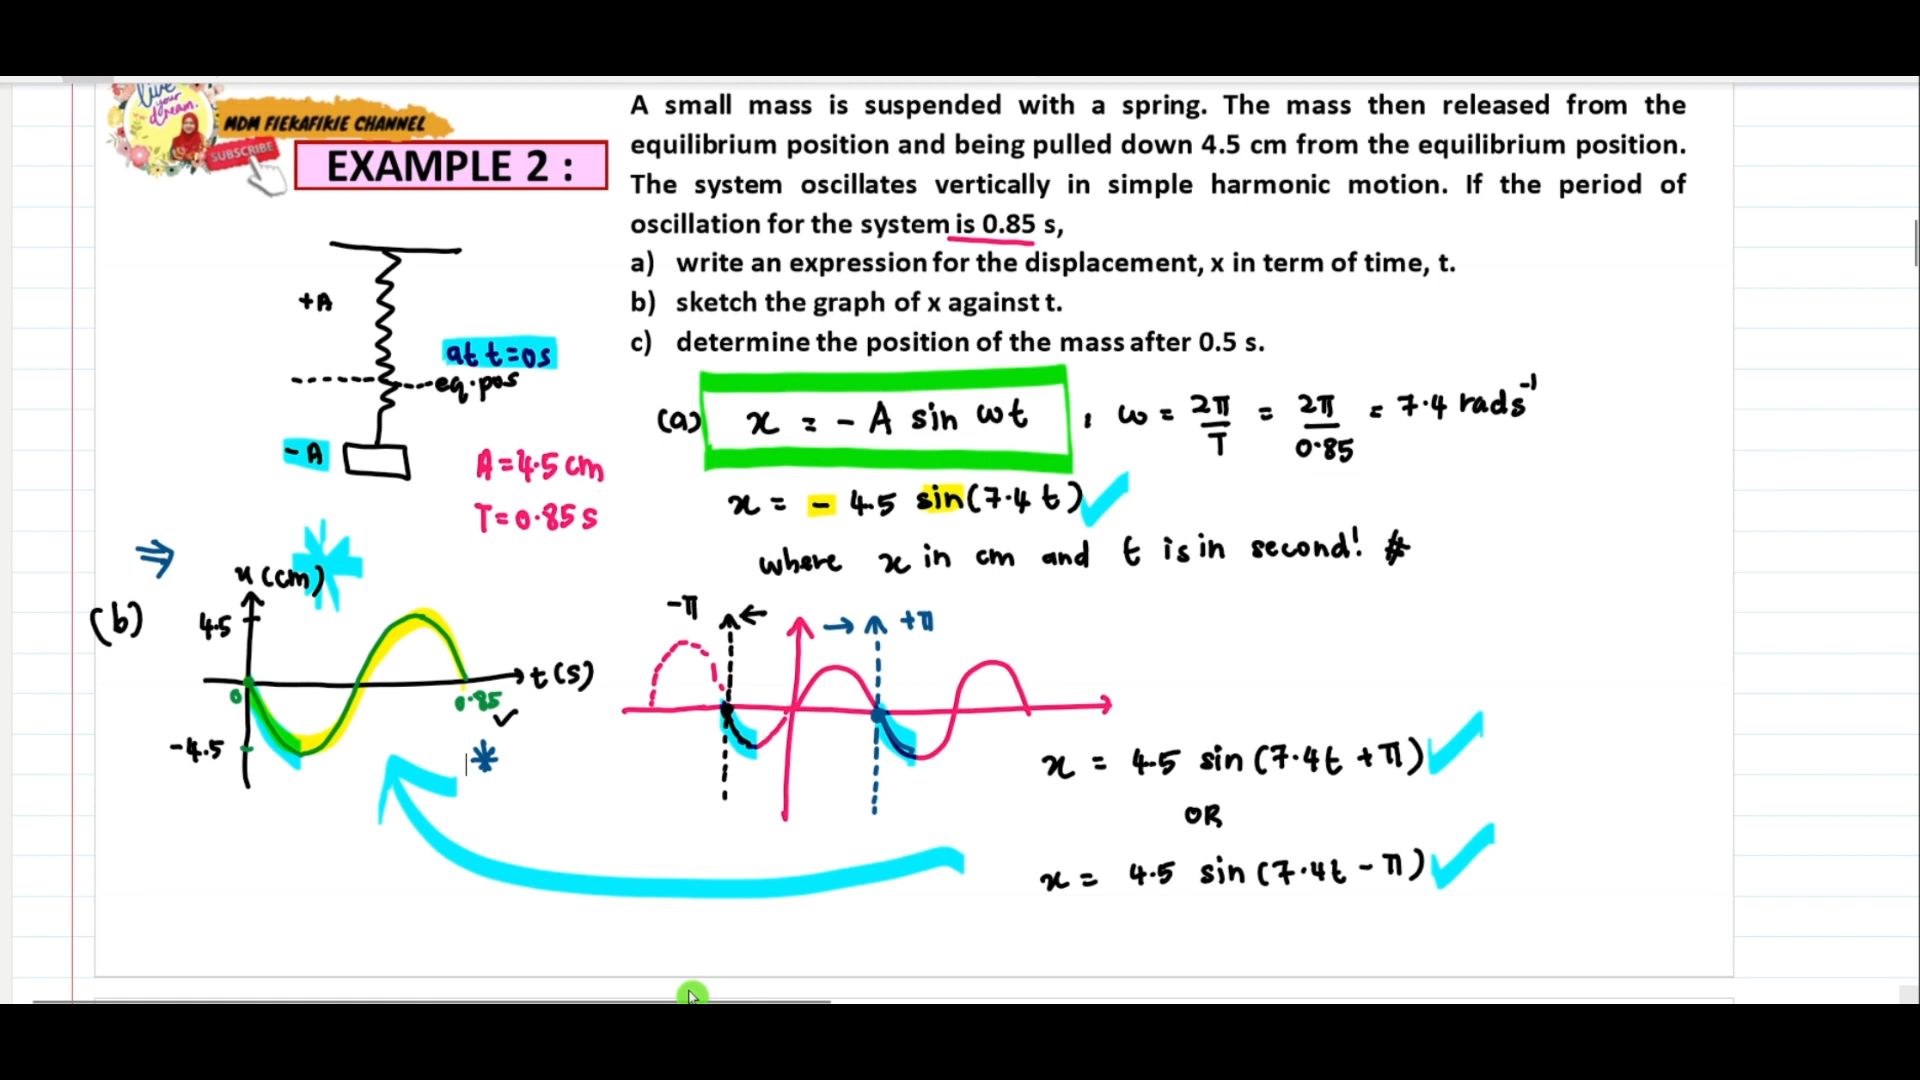 live
your
dream.
MDM FIEKAFIKIE CHANNEL
SUBSCRIBE
EXAMPLE 2 :
A small mass is suspended with a spring. The mass then released from the
equilibrium position and being pulled down 4.5 cm from the equilibrium position.
The system oscillates vertically in simple harmonic motion. If the period of
oscillation for the system is 0.85 s,
a) write an expression for the displacement, x in term of time, t.
b) sketch the graph of x against t.
c) determine the position of the mass after 0.5 s.
+A
at t=0s
eq.pos
-A
A = 4.5 cm
T = 0.85 s
(a) x = - A sin ωt , ω = 2π/T = 2π/0.85 = 7.4 rads⁻¹
x = - 4.5 sin(7.4 t)
where x in cm and t is in second! #
⇒
(b)
x (cm)
4.5
0
-4.5
t (s)
0.85
*
-π ← → +π
x = 4.5 sin (7.4t + π)
OR
x = 4.5 sin (7.4t - π)